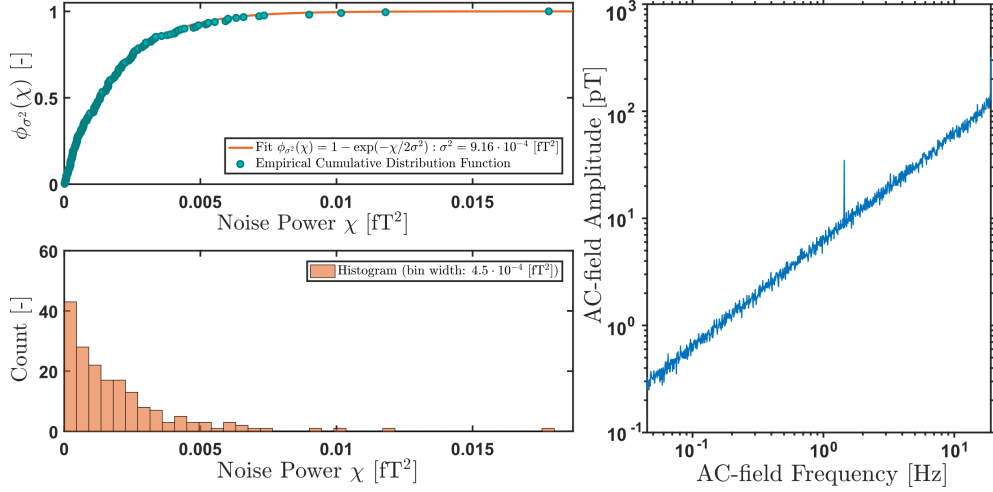 1
0.5
0
ϕ_σ²(χ) [-]
Fit ϕ_σ²(χ) = 1 − exp(−χ/2σ²) : σ² = 9.16 · 10⁻⁴ [fT²]
Empirical Cumulative Distribution Function
0 0.005 0.01 0.015
Noise Power χ [fT²]
60
40
20
0
Count [-]
Histogram (bin width: 4.5 · 10⁻⁴ [fT²])
0 0.005 0.01 0.015
Noise Power χ [fT²]
10³
10²
10¹
10⁰
10⁻¹
AC-field Amplitude [pT]
10⁻¹ 10⁰ 10¹
AC-field Frequency [Hz]